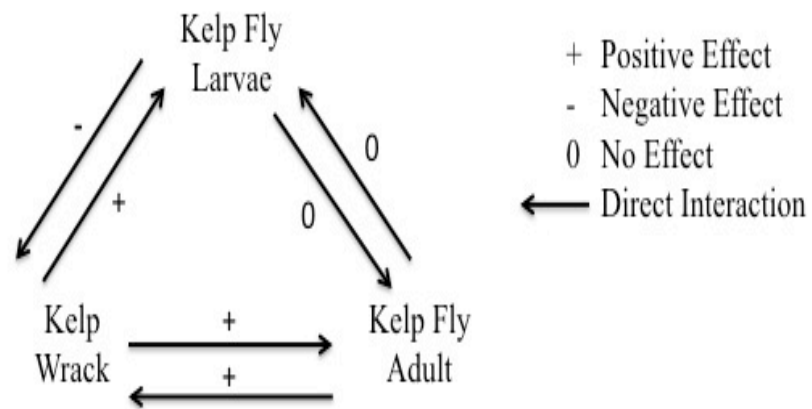 Kelp Fly
Larvae
+ Positive Effect
- Negative Effect
0 No Effect
Direct Interaction
-
+
0
0
Kelp
Wrack
+
+
Kelp Fly
Adult